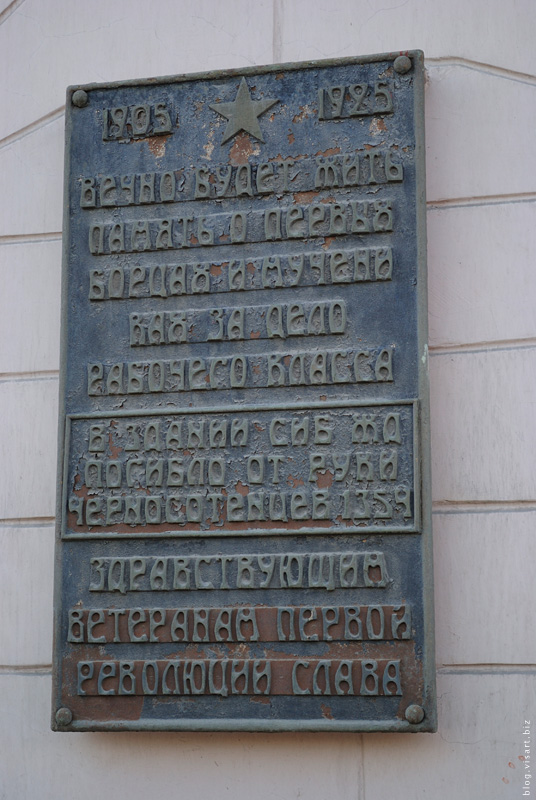 1905 1925
ВЕЧНО БУДЕТ ЖИТЬ
ПАМЯТЬ О ПЕРВЫХ
БОРЦАХ И МУЧЕНИ
КАХ ЗА ДЕЛО
РАБОЧЕГО КЛАССА
В ЗДАНИИ СИБ ЖД
ПОГИБЛО ОТ РУКИ
ЧЕРНОСОТЕНЦЕВ
ЗДРАВСТВУЮЩИМ
ВЕТЕРАНАМ ПЕРВОЙ
РЕВОЛЮЦИИ СЛАВА
blog.visart.biz